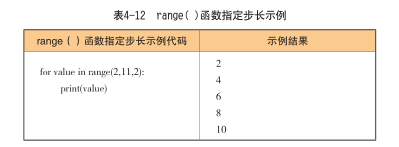 表4-12 range( )函数指定步长示例
range ( ) 函数指定步长示例代码 示例结果
for value in range(2,11,2):
print(value)
2
4
6
8
10